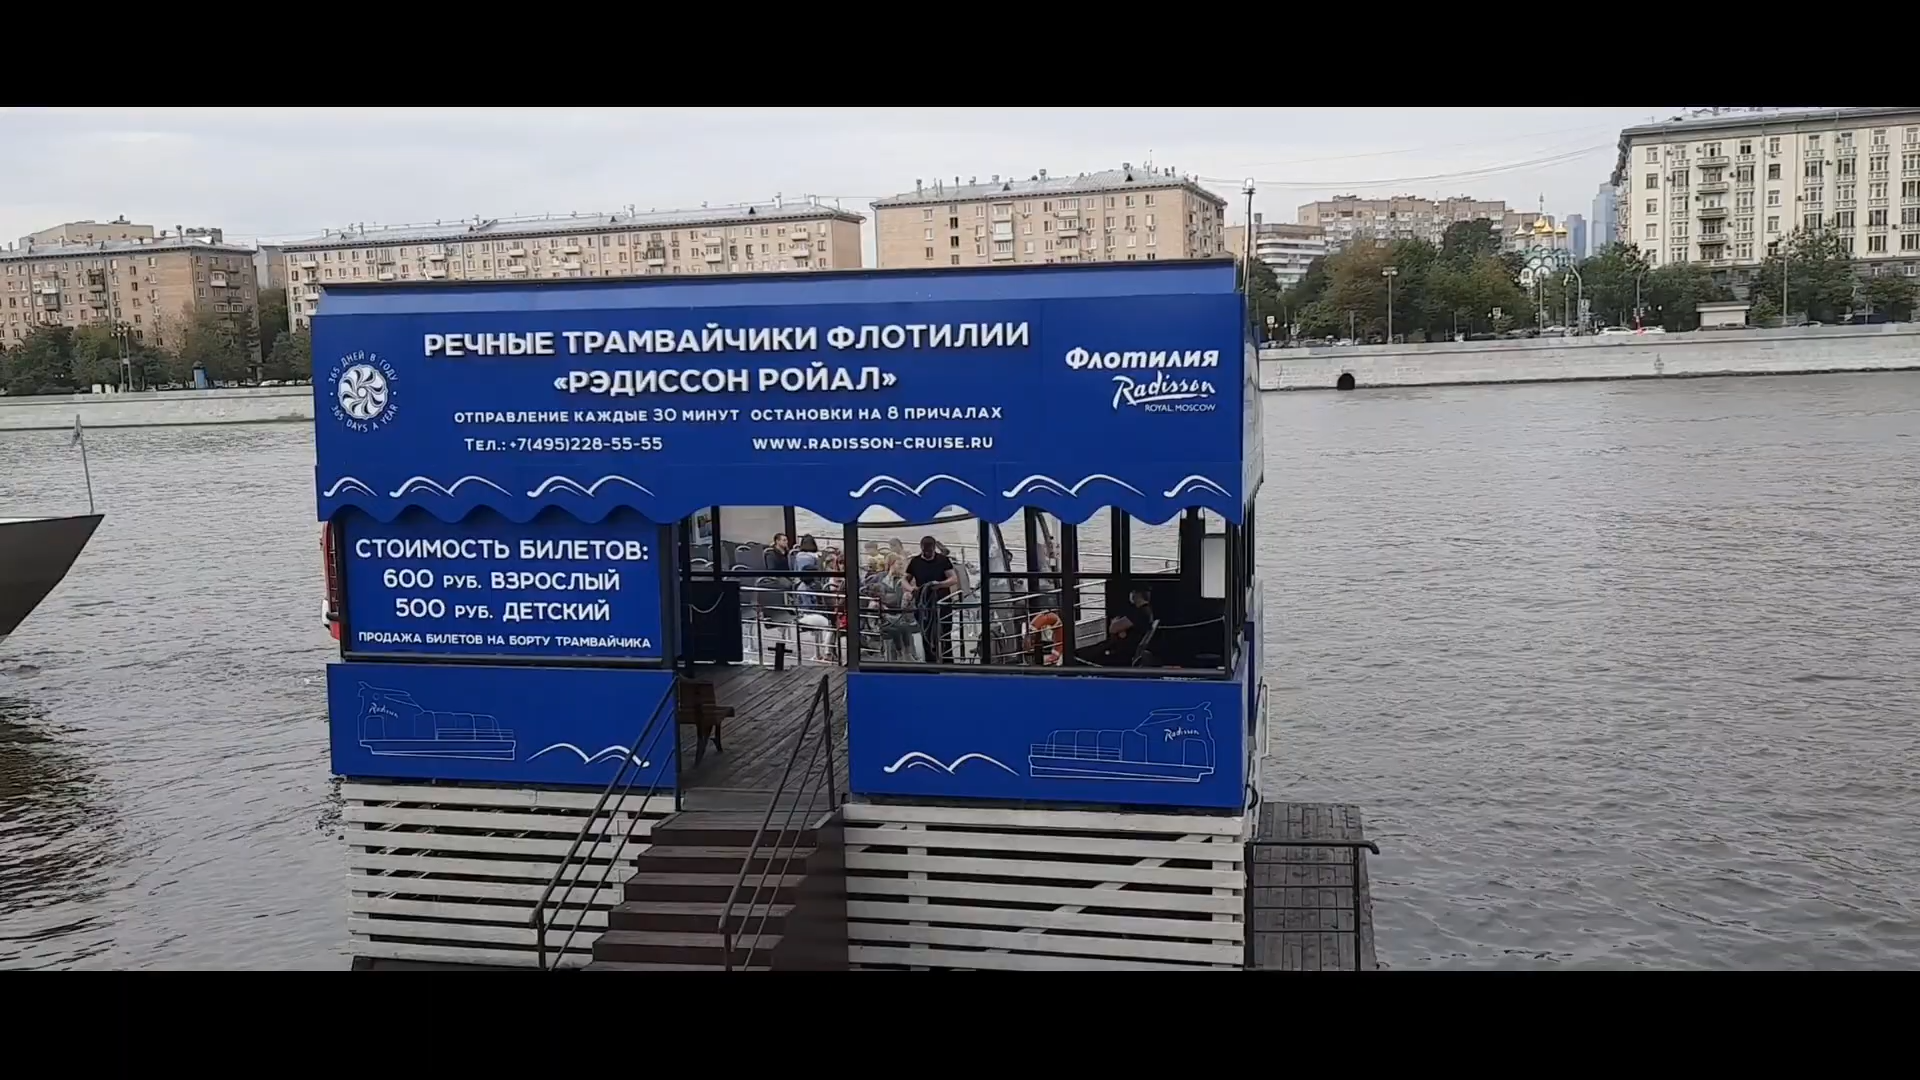 РЕЧНЫЕ ТРАМВАЙЧИКИ ФЛОТИЛИИ
«РЭДИССОН РОЙАЛ»
ОТПРАВЛЕНИЕ КАЖДЫЕ 30 МИНУТ ОСТАНОВКИ НА 8 ПРИЧАЛАХ
ТЕЛ.: +7(495)228-55-55 WWW.RADISSON-CRUISE.RU
365 ДНЕЙ В ГОДУ
365 DAYS A YEAR
Флотилия
Radisson
ROYAL, MOSCOW
СТОИМОСТЬ БИЛЕТОВ:
600 РУБ. ВЗРОСЛЫЙ
500 РУБ. ДЕТСКИЙ
ПРОДАЖА БИЛЕТОВ НА БОРТУ ТРАМВАЙЧИКА
Radisson
Radisson